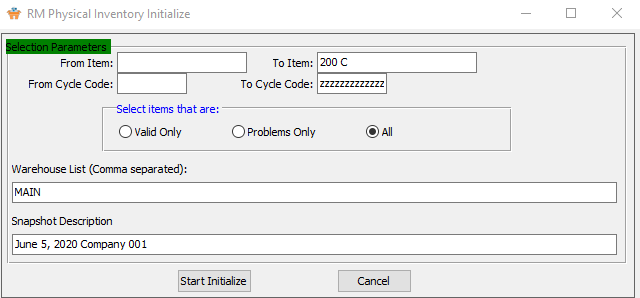 RM Physical Inventory Initialize
Selection Parameters
From Item: To Item: 200 C
From Cycle Code: To Cycle Code: zzzzzzzzzzzzz
Select items that are:
Valid Only Problems Only All
Warehouse List (Comma separated):
MAIN
Snapshot Description
June 5, 2020 Company 001
Start Initialize Cancel